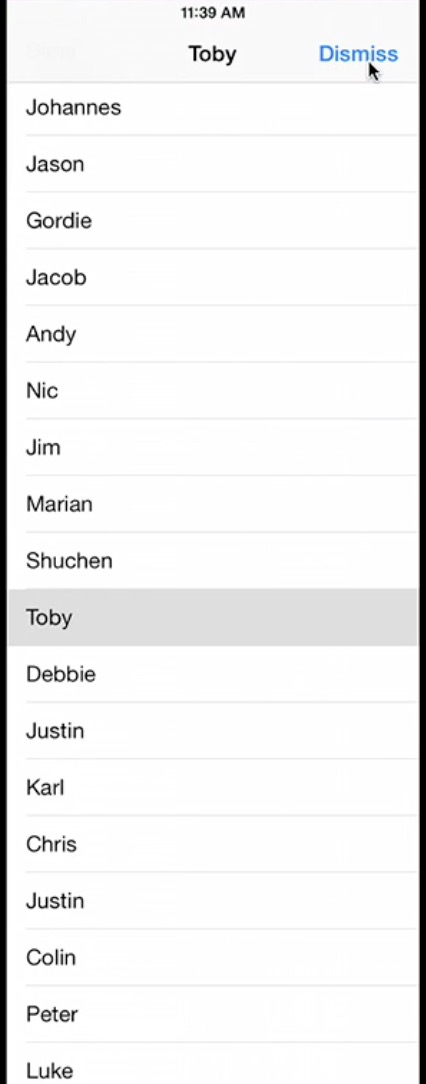 11:39 AM
Toby Dismiss
Johannes
Jason
Gordie
Jacob
Andy
Nic
Jim
Marian
Shuchen
Toby
Debbie
Justin
Karl
Chris
Justin
Colin
Peter
Luke